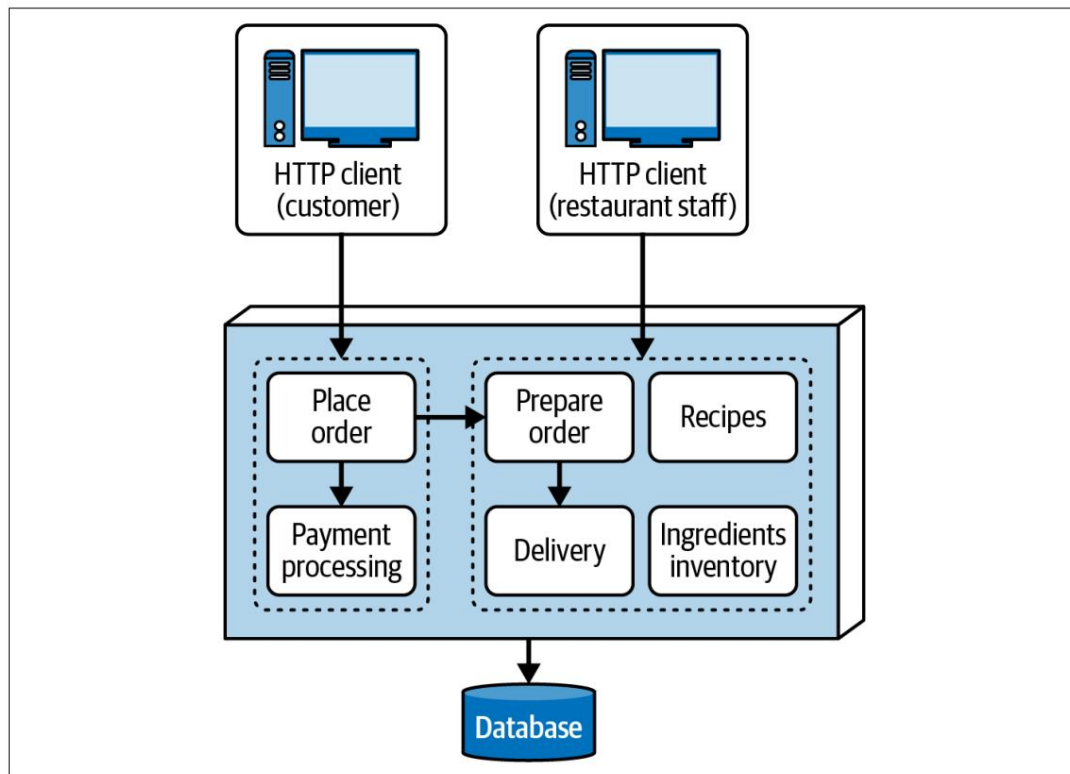 HTTP client
(customer)
HTTP client
(restaurant staff)
Place
order
Prepare
order
Recipes
Payment
processing
Delivery
Ingredients
inventory
Database